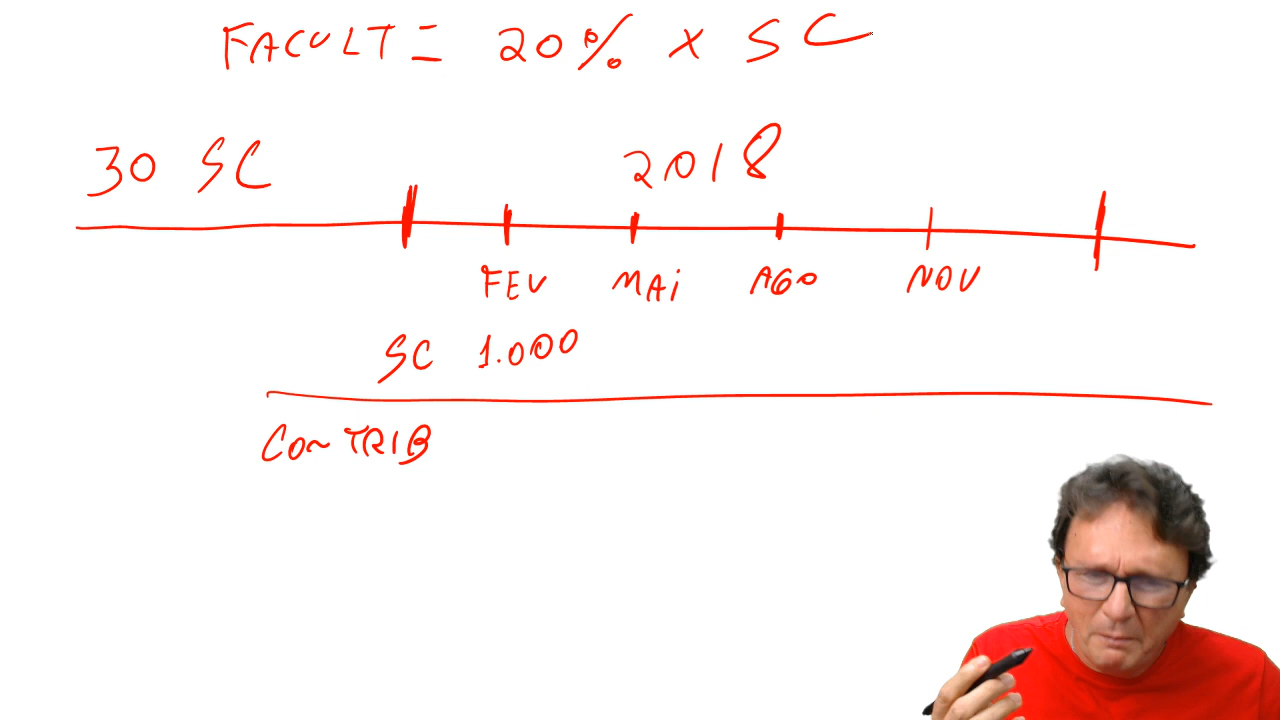 FACULT = 20% X SC
30 SC 2018
FEV MAi AGO NOV
SC 1.000
CONTRIB